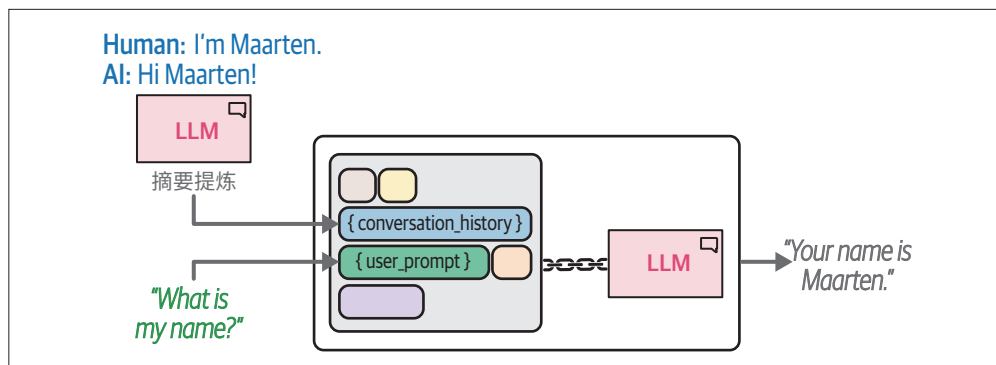 Human: I'm Maarten.
AI: Hi Maarten!
LLM
摘要提炼
{ conversation_history }
{ user_prompt }
LLM
"Your name is
Maarten."
"What is
my name?"